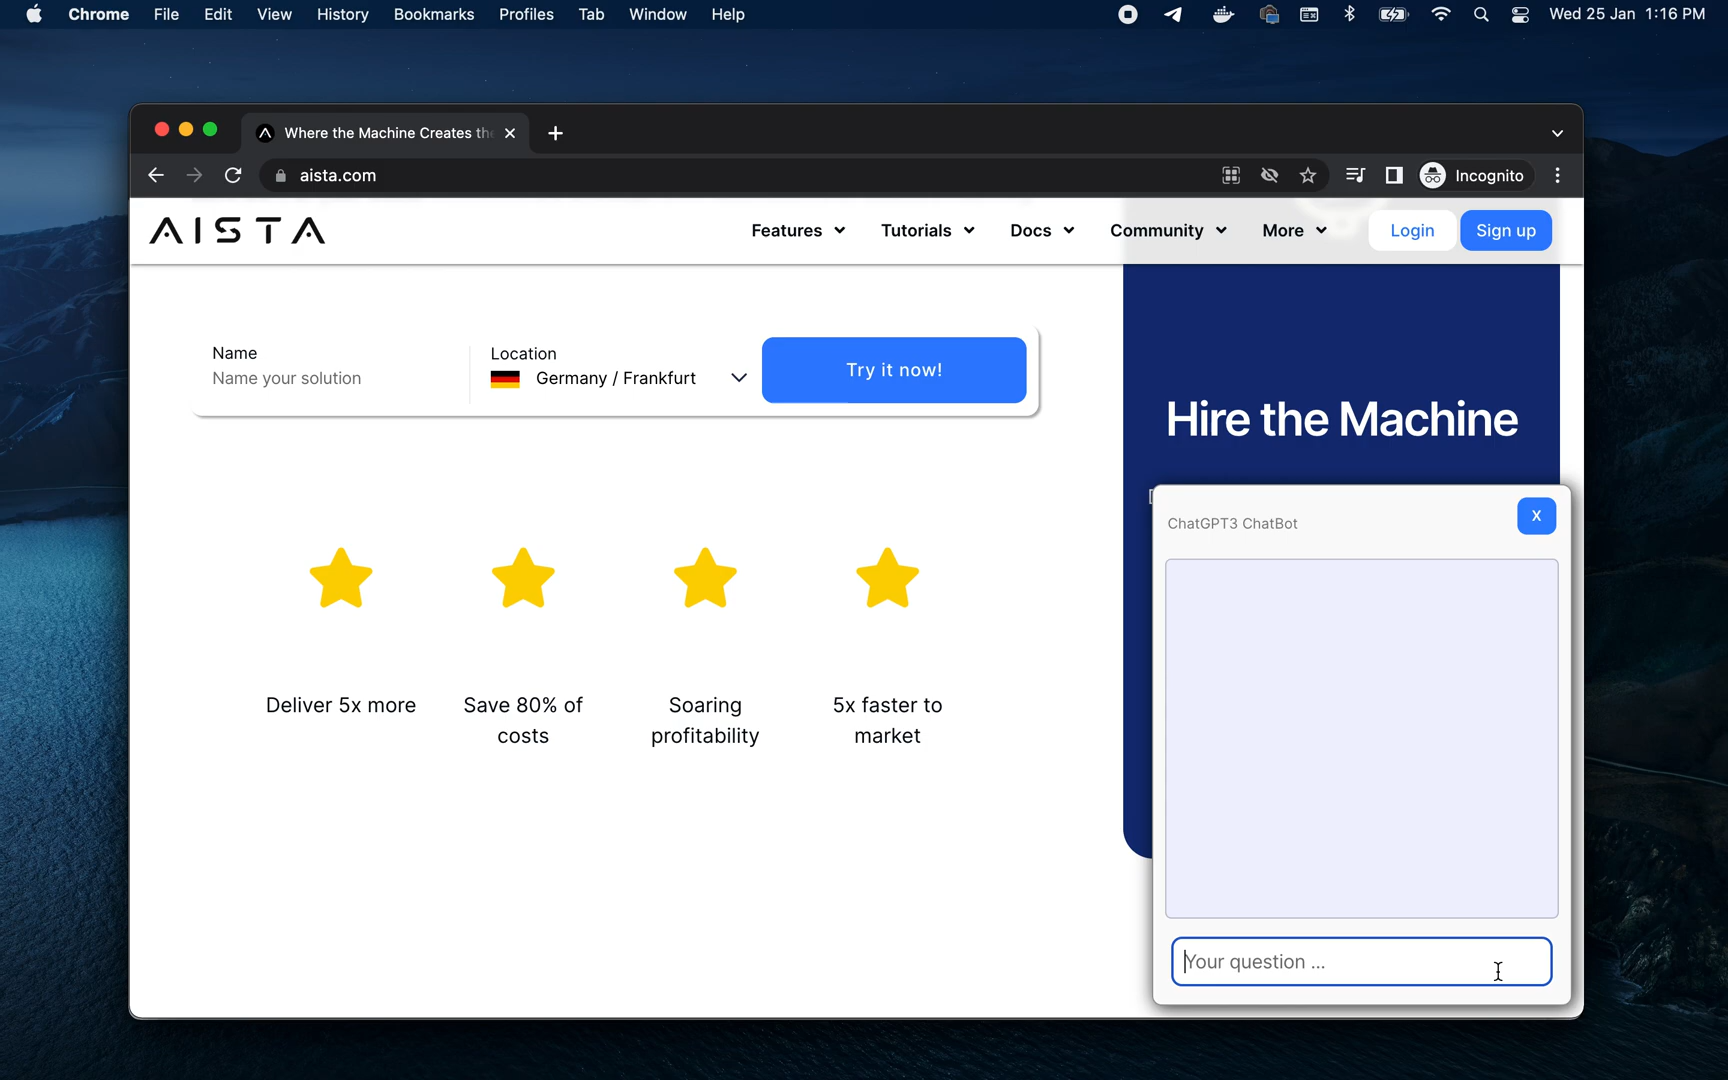 Chrome File Edit View History Bookmarks Profiles Tab Window Help Wed 25 Jan 1:16 PM
Where the Machine Creates the
aista.com Incognito
AISTA Features Tutorials Docs Community More Login Sign up
Name
Name your solution
Location
Germany / Frankfurt
Try it now!
Hire the Machine
Deliver 5x more
Save 80% of
costs
Soaring
profitability
5x faster to
market
ChatGPT3 ChatBot X
Your question ...